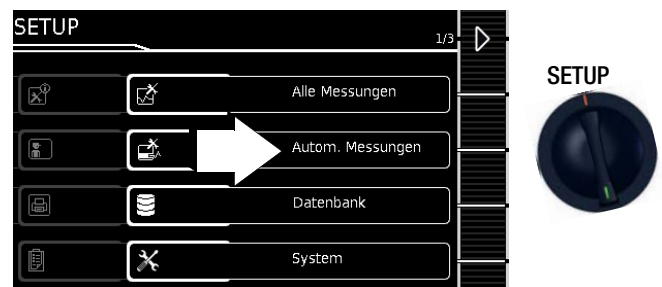 SETUP
1/3
SETUP
Alle Messungen
Autom. Messungen
Datenbank
System